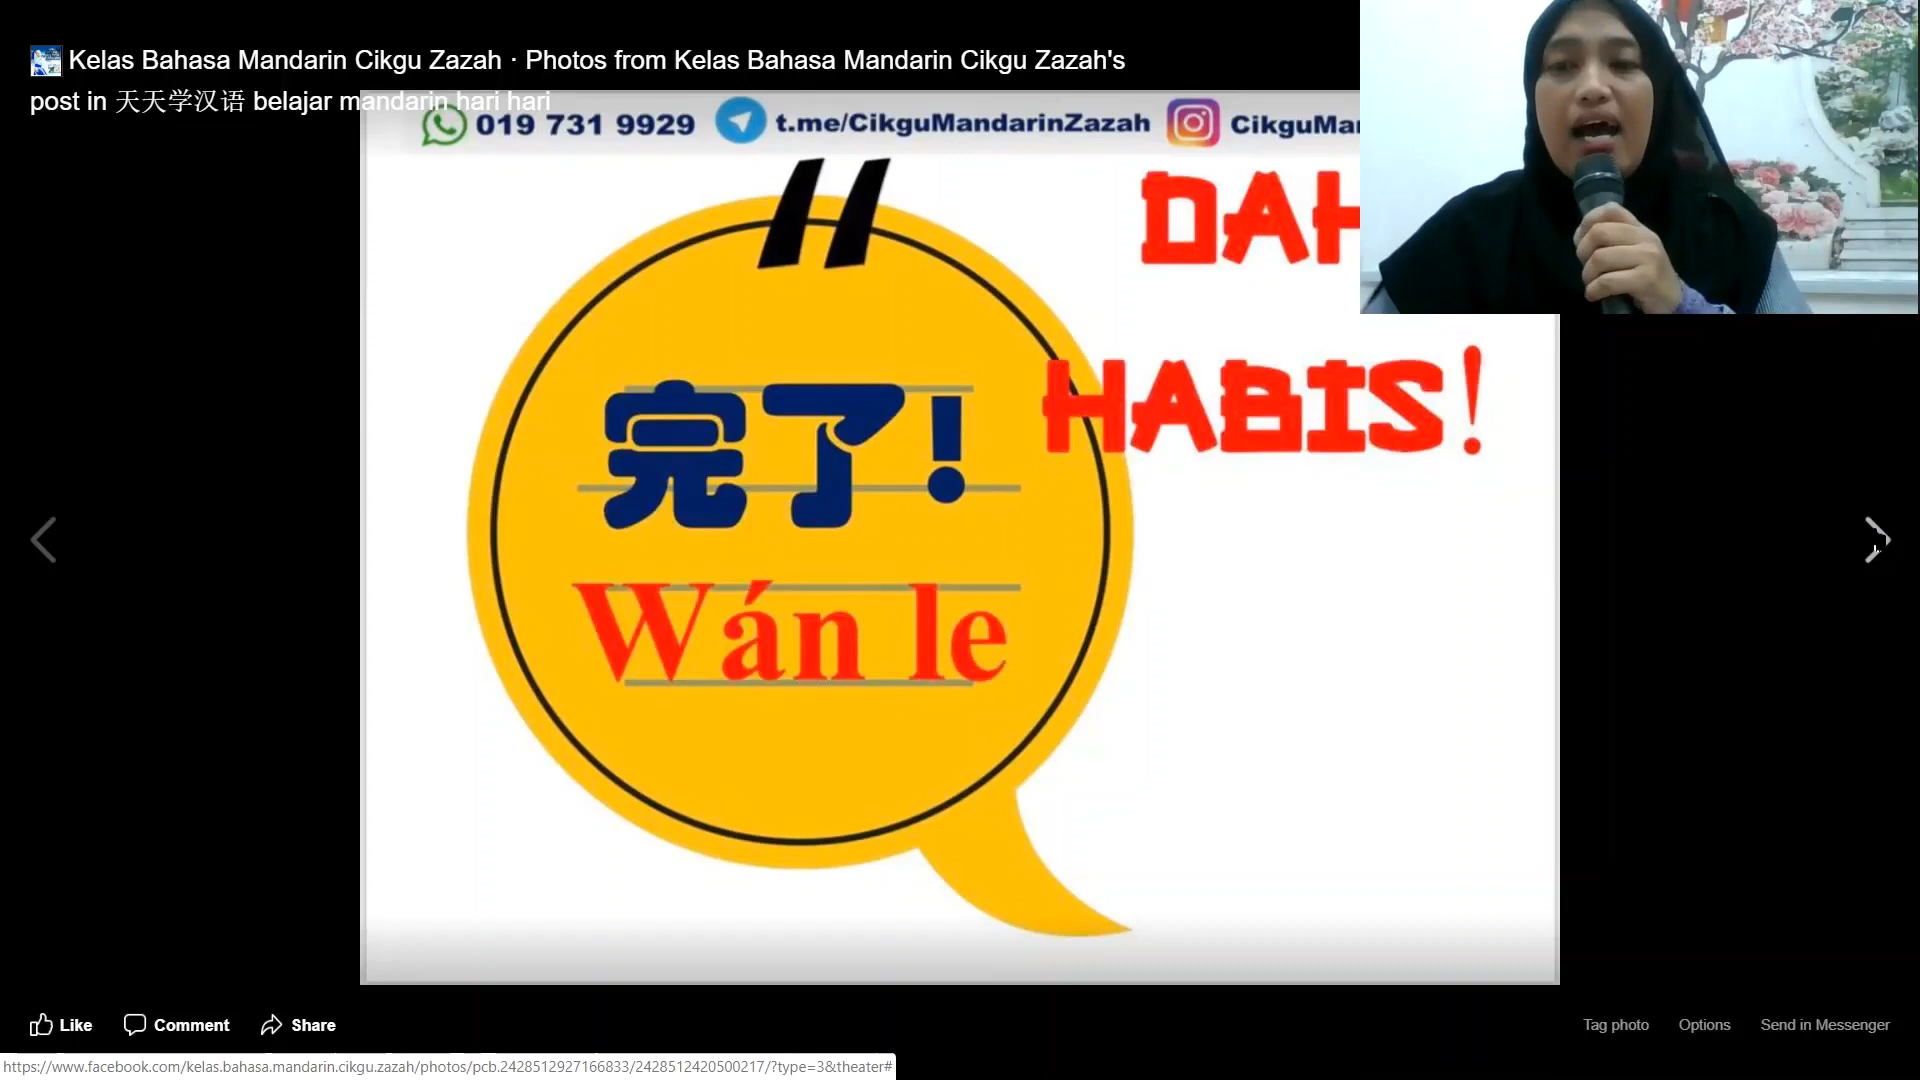 Kelas Bahasa Mandarin Cikgu Zazah · Photos from Kelas Bahasa Mandarin Cikgu Zazah's
post in 天天学汉语 belajar mandarin hari hari
019 731 9929 t.me/CikguMandarinZazah CikguMa
DAH
HABIS!
完了!
Wán le
Like Comment Share Tag photo Options Send in Messenger
https://www.facebook.com/kelas.bahasa.mandarin.cikgu.zazah/photos/pcb.2428512927166833/2428512420500217/?type=3&theater#